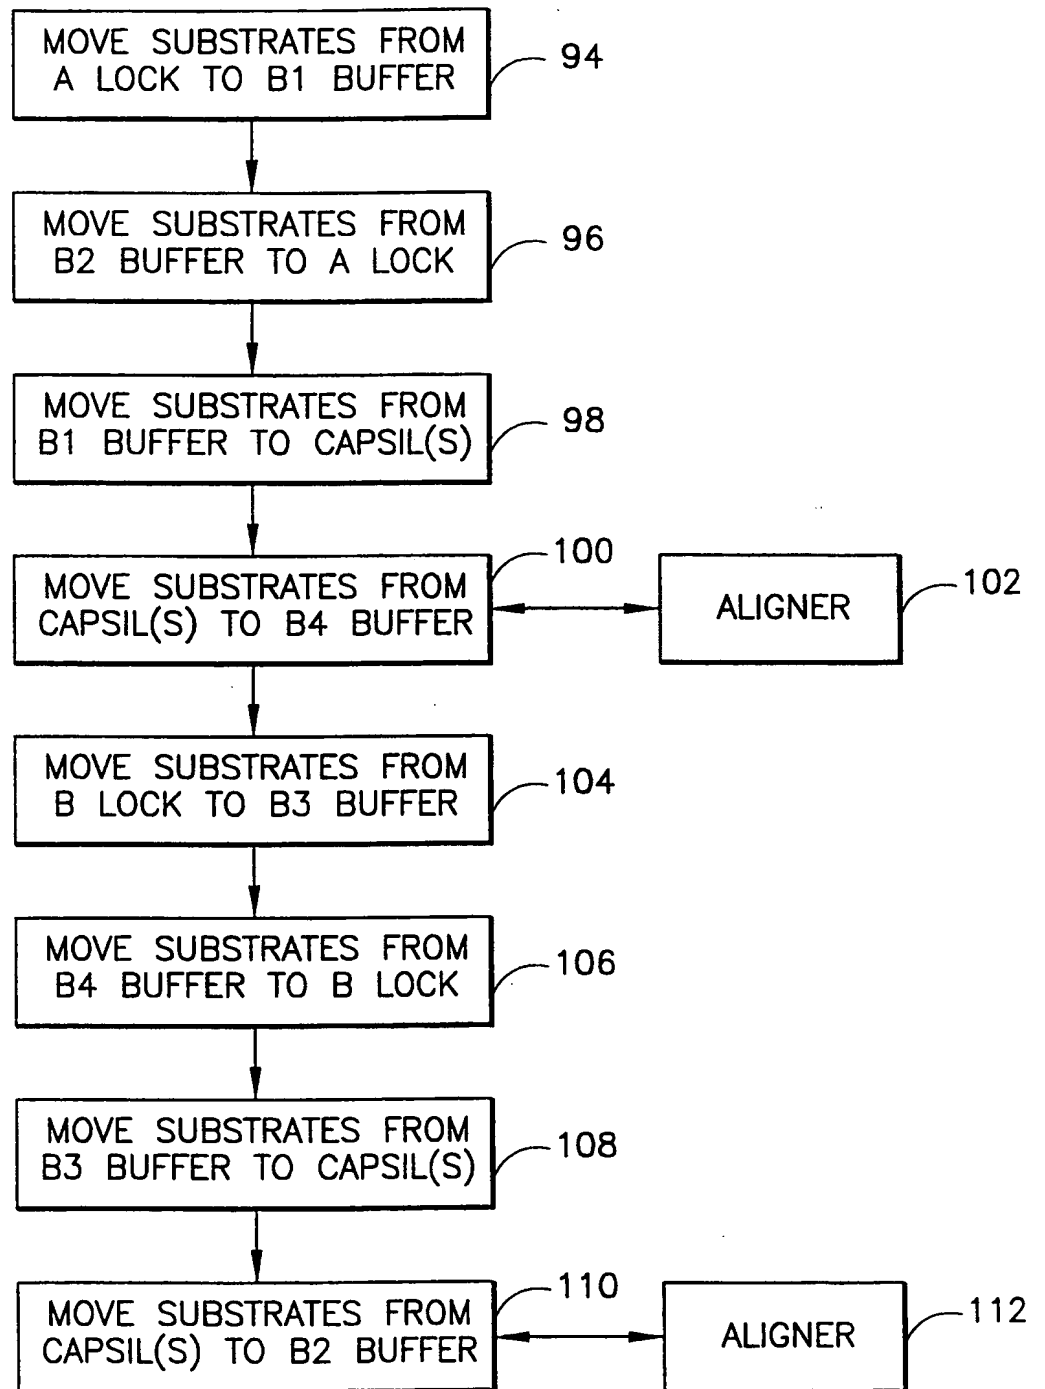 MOVE SUBSTRATES FROM
A LOCK TO B1 BUFFER
94
MOVE SUBSTRATES FROM
B2 BUFFER TO A LOCK
96
MOVE SUBSTRATES FROM
B1 BUFFER TO CAPSIL(S)
98
MOVE SUBSTRATES FROM
CAPSIL(S) TO B4 BUFFER
100
ALIGNER
102
MOVE SUBSTRATES FROM
B LOCK TO B3 BUFFER
104
MOVE SUBSTRATES FROM
B4 BUFFER TO B LOCK
106
MOVE SUBSTRATES FROM
B3 BUFFER TO CAPSIL(S)
108
MOVE SUBSTRATES FROM
CAPSIL(S) TO B2 BUFFER
110
ALIGNER
112